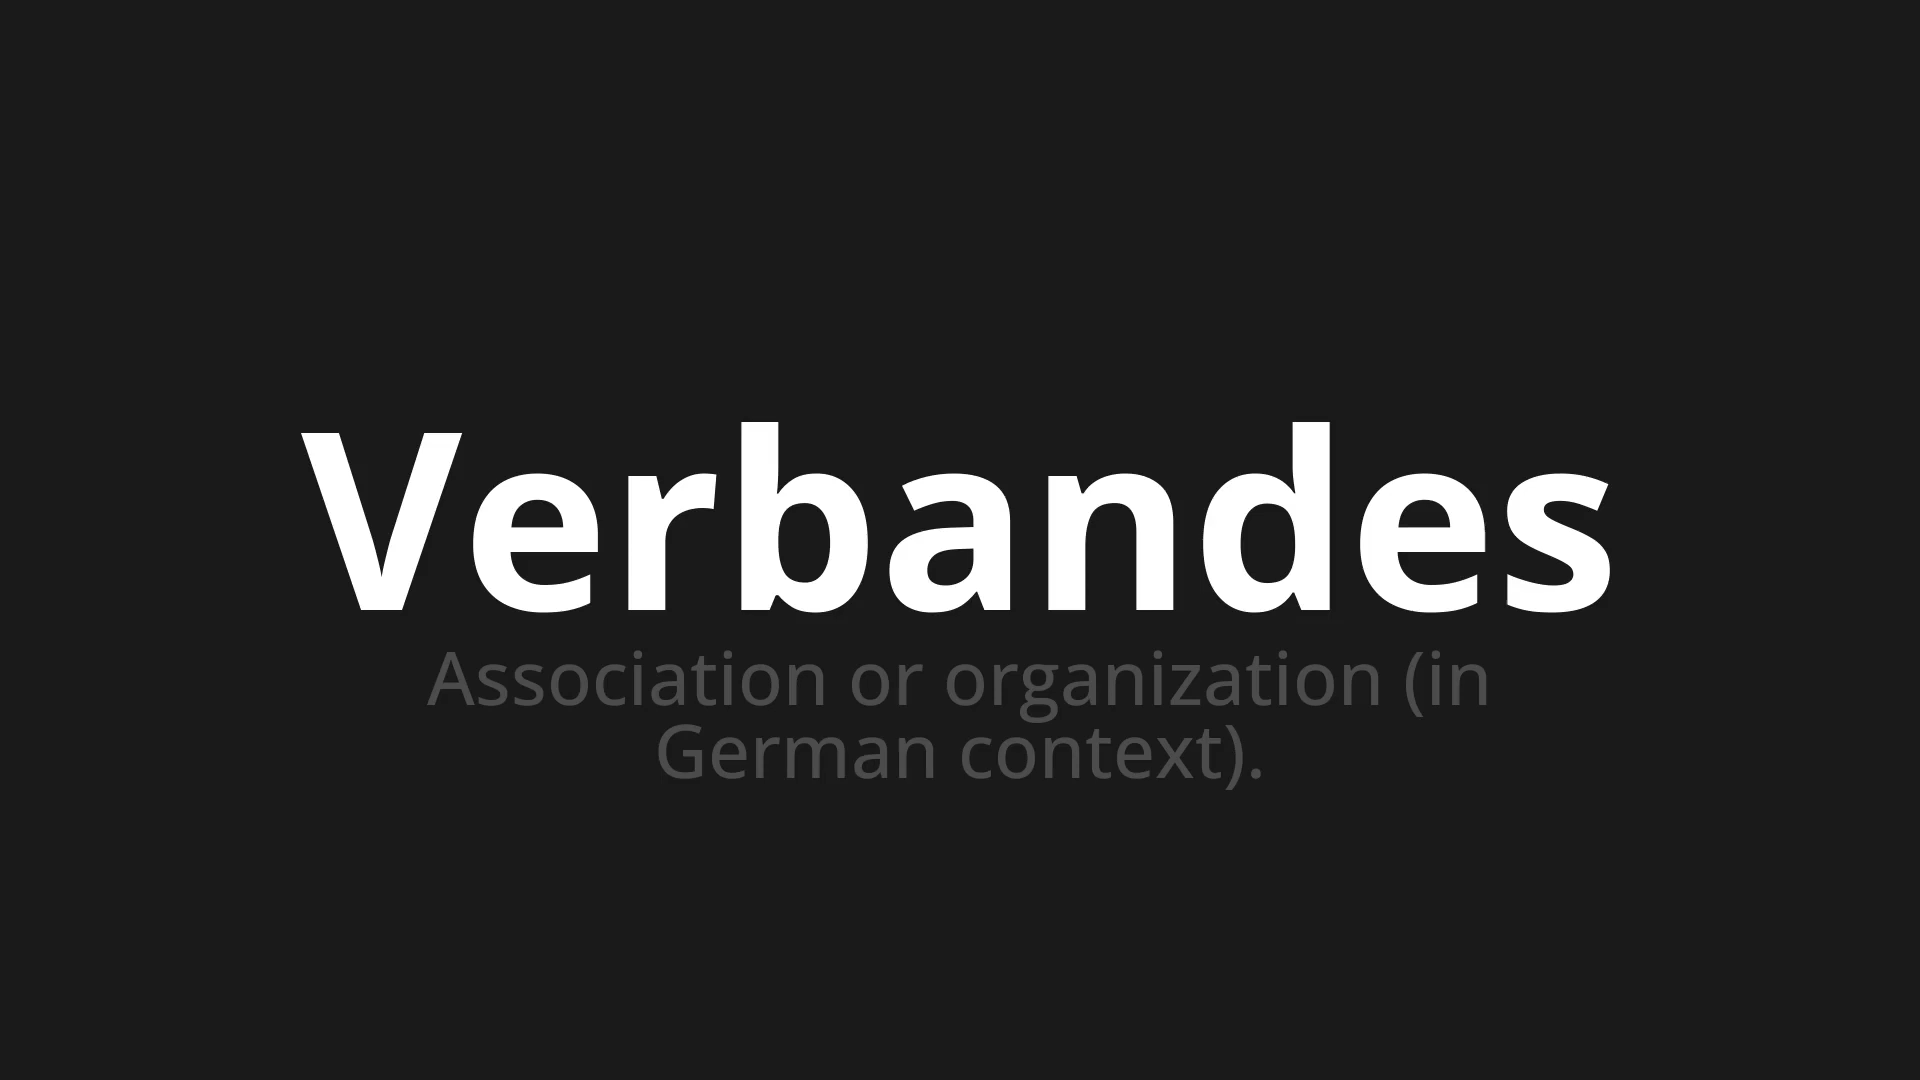 Verbandes
Association or organization (in
German context).